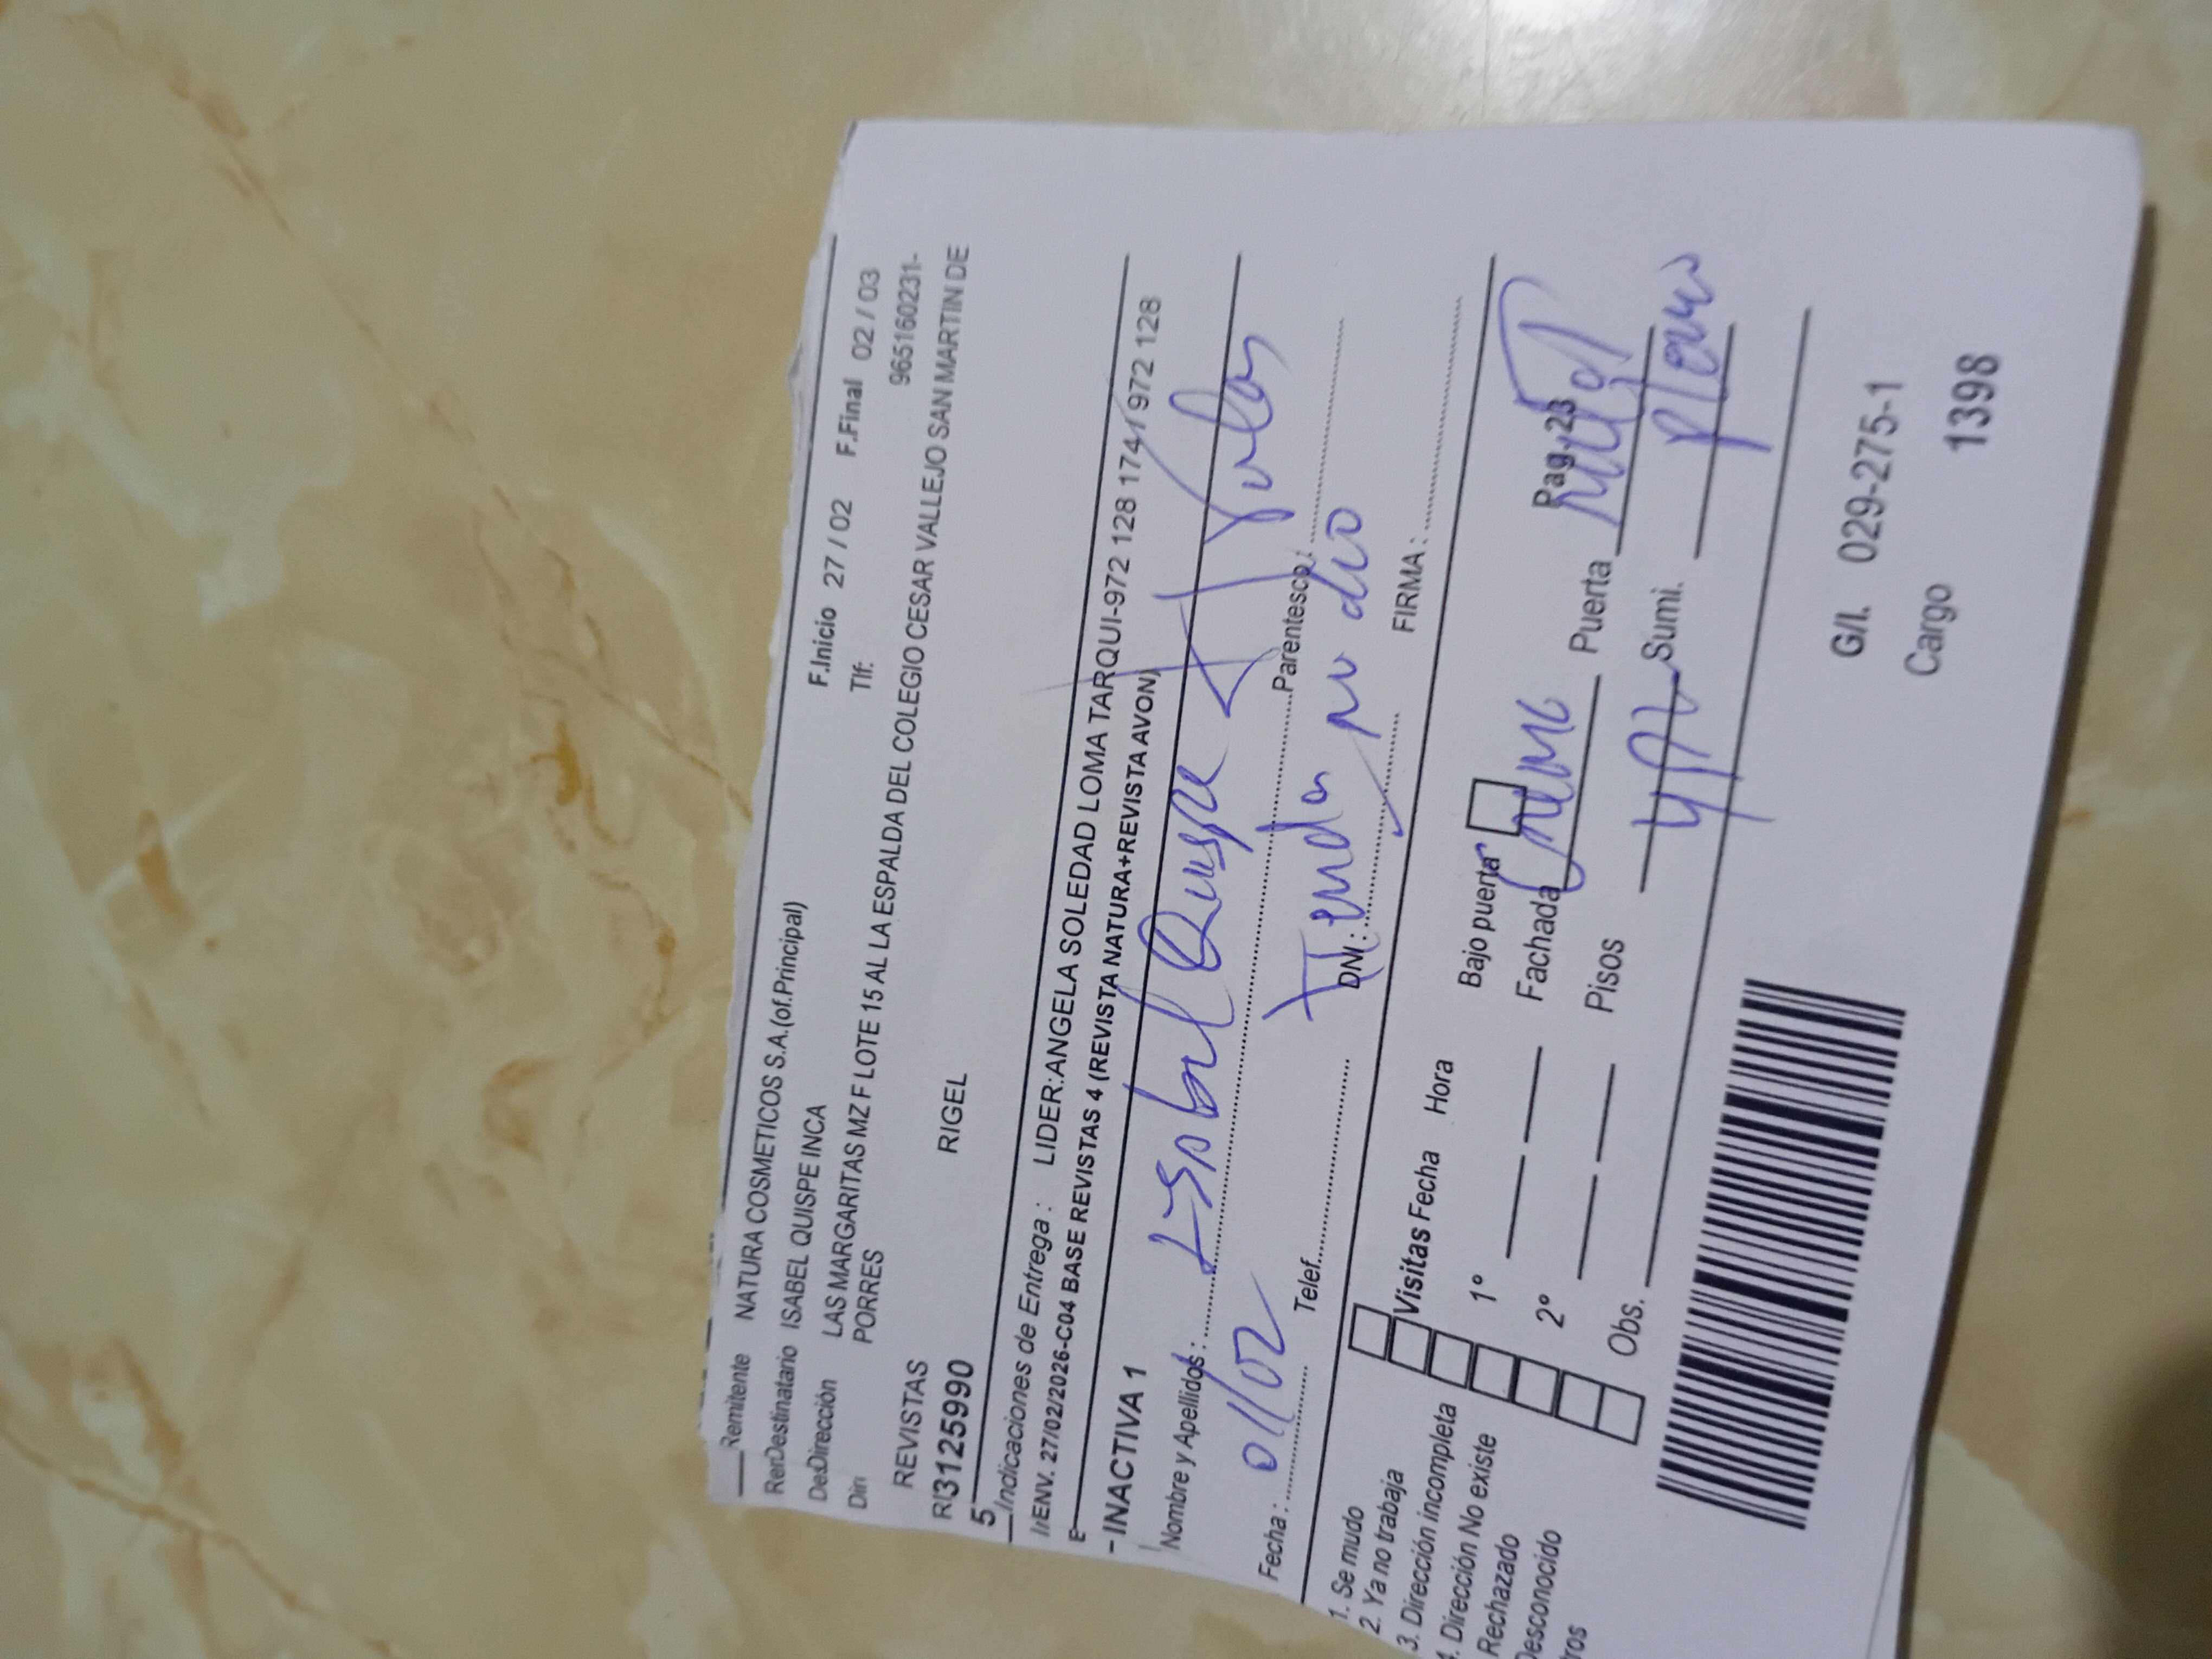 Remitente NATURA COSMETICOS S.A.(of.Principal) F.Inicio 27 / 02 F.Final 02 / 03
Destinatario ISABEL QUISPE INCA Tlf: 965160231-
Dirección LAS MARGARITAS MZ F LOTE 15 AL LA ESPALDA DEL COLEGIO CESAR VALLEJO SAN MARTIN DE
PORRES
REVISTAS RIGEL
R/3125990
5
Indicaciones de Entrega : LIDER:ANGELA SOLEDAD LOMA TARQUI-972 128 174 / 972 128
ENV. 27/02/2026-C04 BASE REVISTAS 4 (REVISTA NATURA+REVISTA AVON)
- INACTIVA 1
Nombre y Apellidos : Isabel Quispe
Fecha : 01/02 Parentesco :
Tienda no dio
Telef. DNI : FIRMA :
1. Se mudo
2. Ya no trabaja
3. Dirección incompleta
4. Dirección No existe
Rechazado
Desconocido
tros
Visitas Fecha Hora
1°
2°
Obs.
Bajo puerta Pag.-23
Fachada Puerta
Pisos Sumi.
G/I. 029-275-1
Cargo 1398